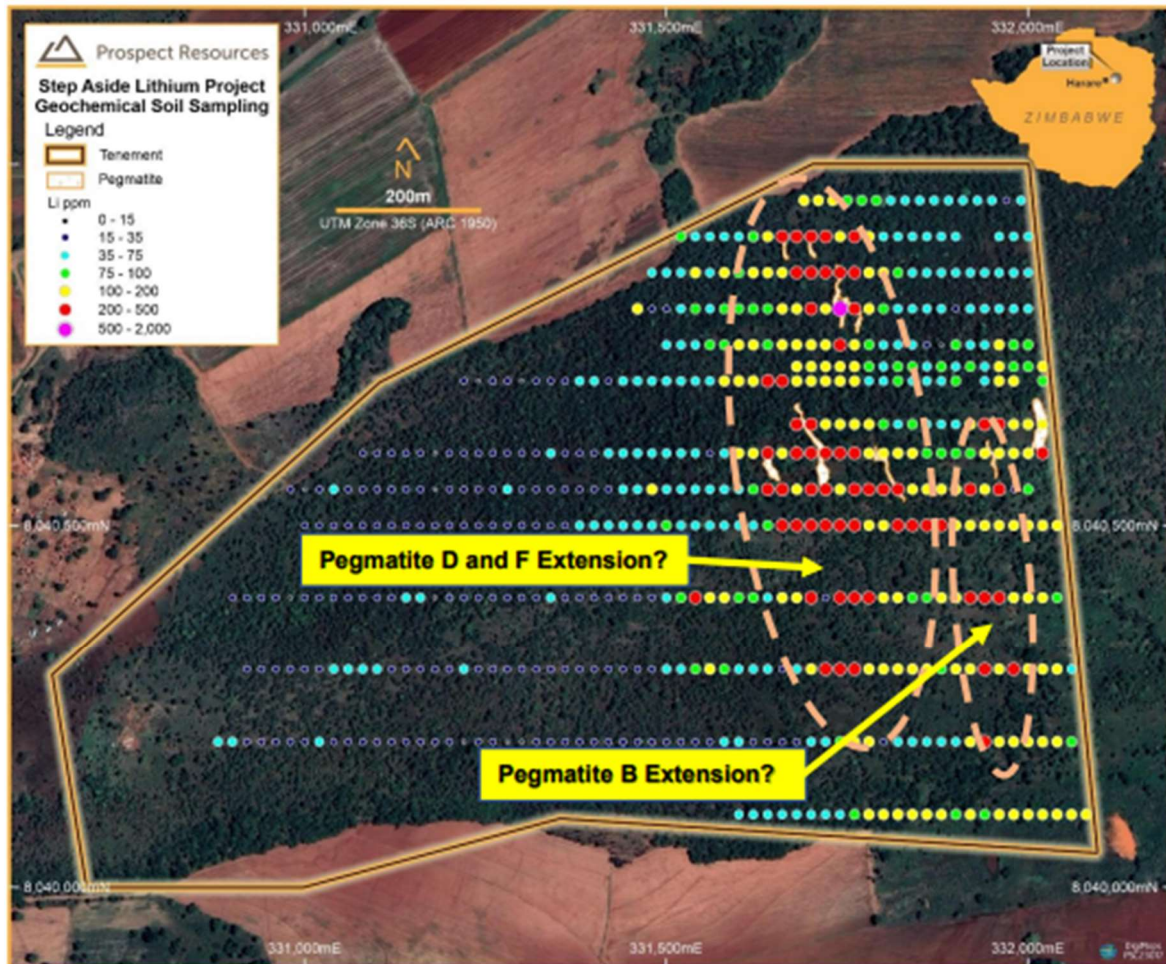 331,000mE 331,500mE 332,000mE
Prospect Resources
Step Aside Lithium Project
Geochemical Soil Sampling
Legend
Tenement
Pegmatite
Li ppm
0 - 15
15 - 35
35 - 75
75 - 100
100 - 200
200 - 500
500 - 2,000
N
200m
UTM Zone 36S (ARC 1950)
Project
Location
Harare
ZIMBABWE
8,040,500mN
8,040,500mN
Pegmatite D and F Extension?
Pegmatite B Extension?
8,040,000mN
8,040,000mN
331,000mE 331,500mE 332,000mE